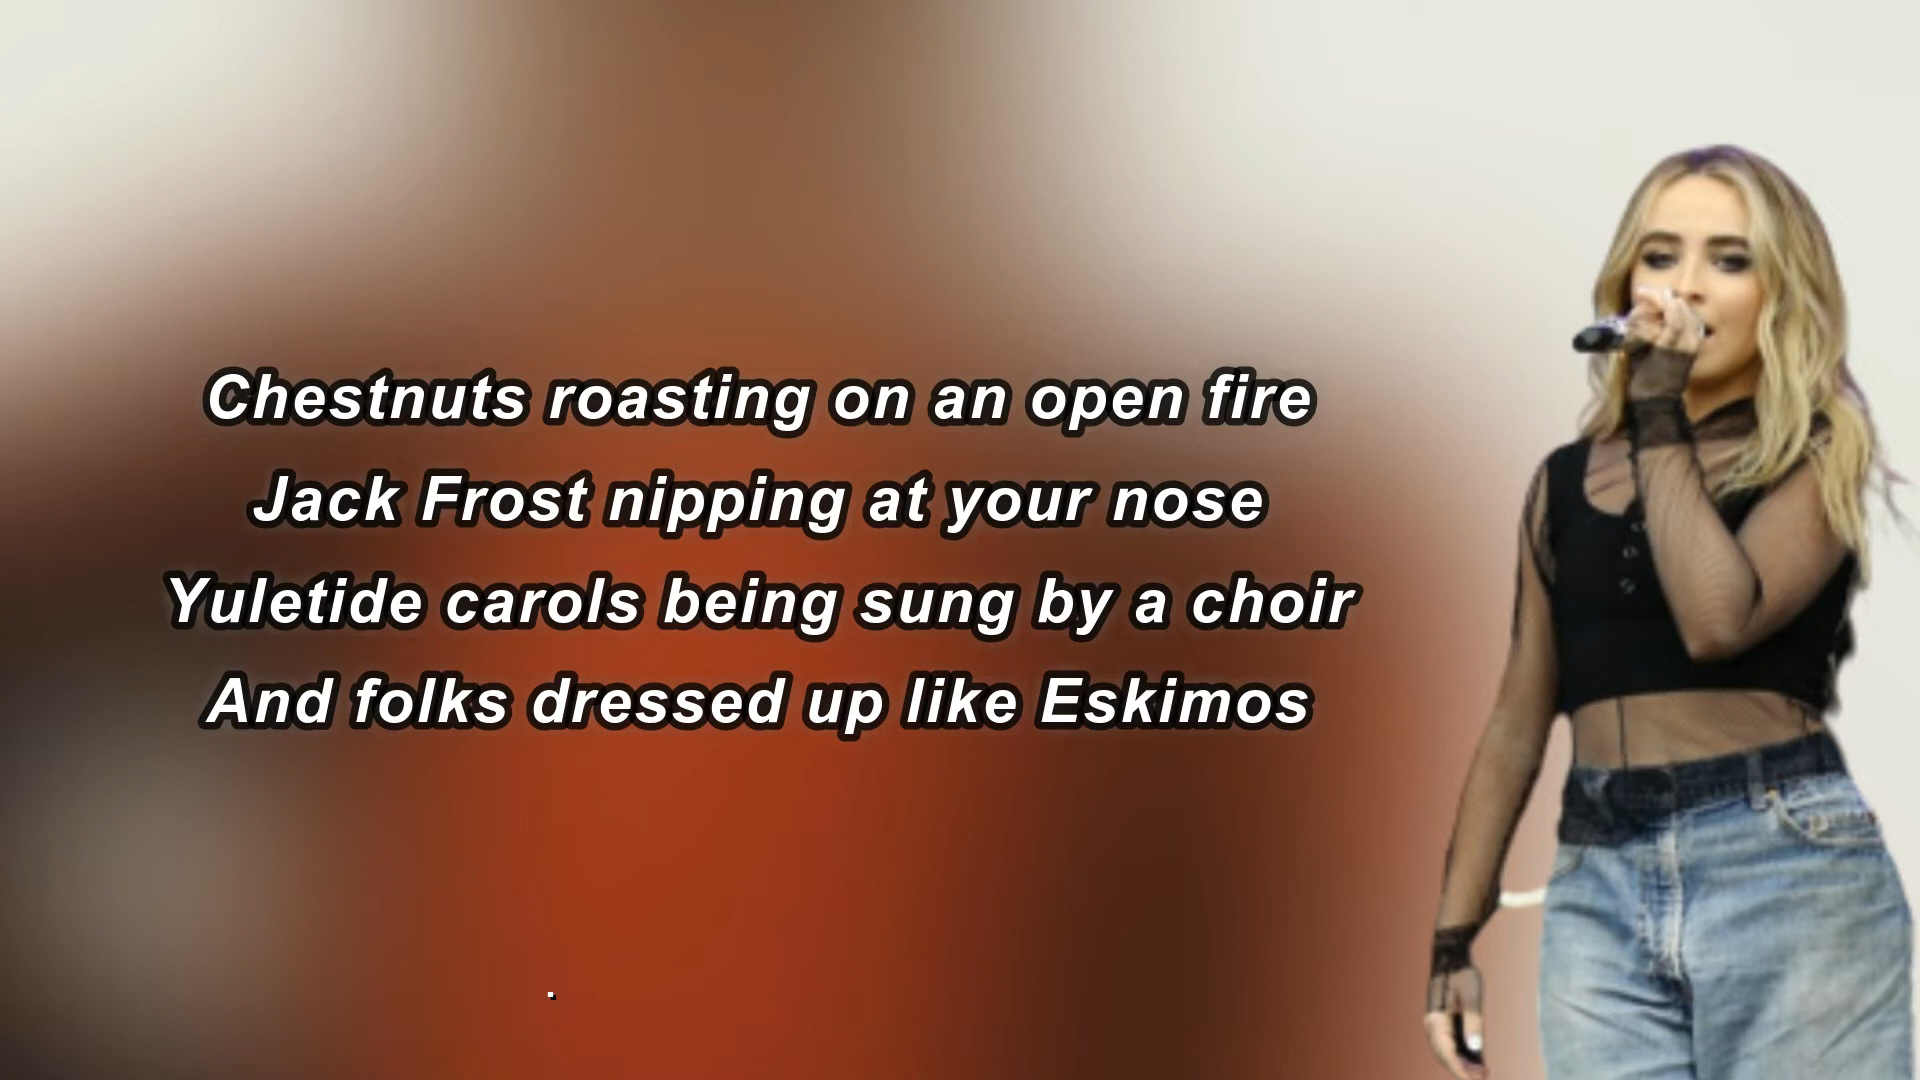 Chestnuts roasting on an open fire
Jack Frost nipping at your nose
Yuletide carols being sung by a choir
And folks dressed up like Eskimos